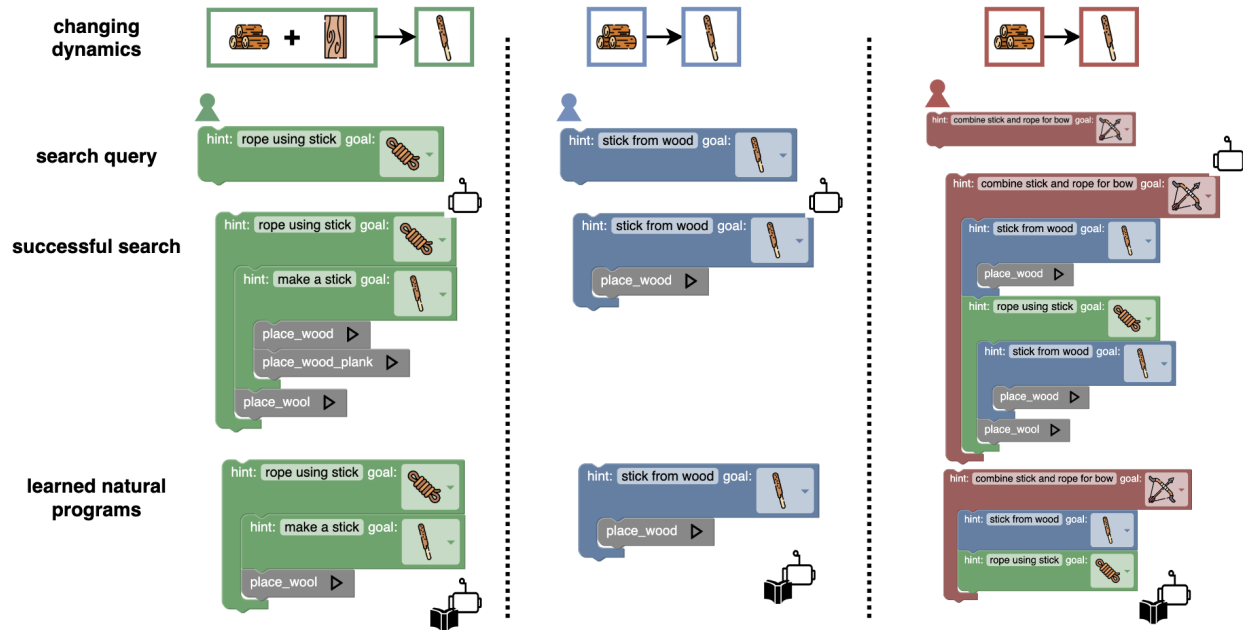 changing
dynamics
+
search query
hint: rope using stick goal:
hint: stick from wood goal:
hint: combine stick and rope for bow goal:
successful search
hint: rope using stick goal:
hint: make a stick goal:
place_wood
place_wood_plank
place_wool
hint: stick from wood goal:
place_wood
hint: combine stick and rope for bow goal:
hint: stick from wood goal:
place_wood
hint: rope using stick goal:
hint: stick from wood goal:
place_wood
place_wool
learned natural
programs
hint: rope using stick goal:
hint: make a stick goal:
place_wool
hint: stick from wood goal:
place_wood
hint: combine stick and rope for bow goal:
hint: stick from wood goal:
hint: rope using stick goal: